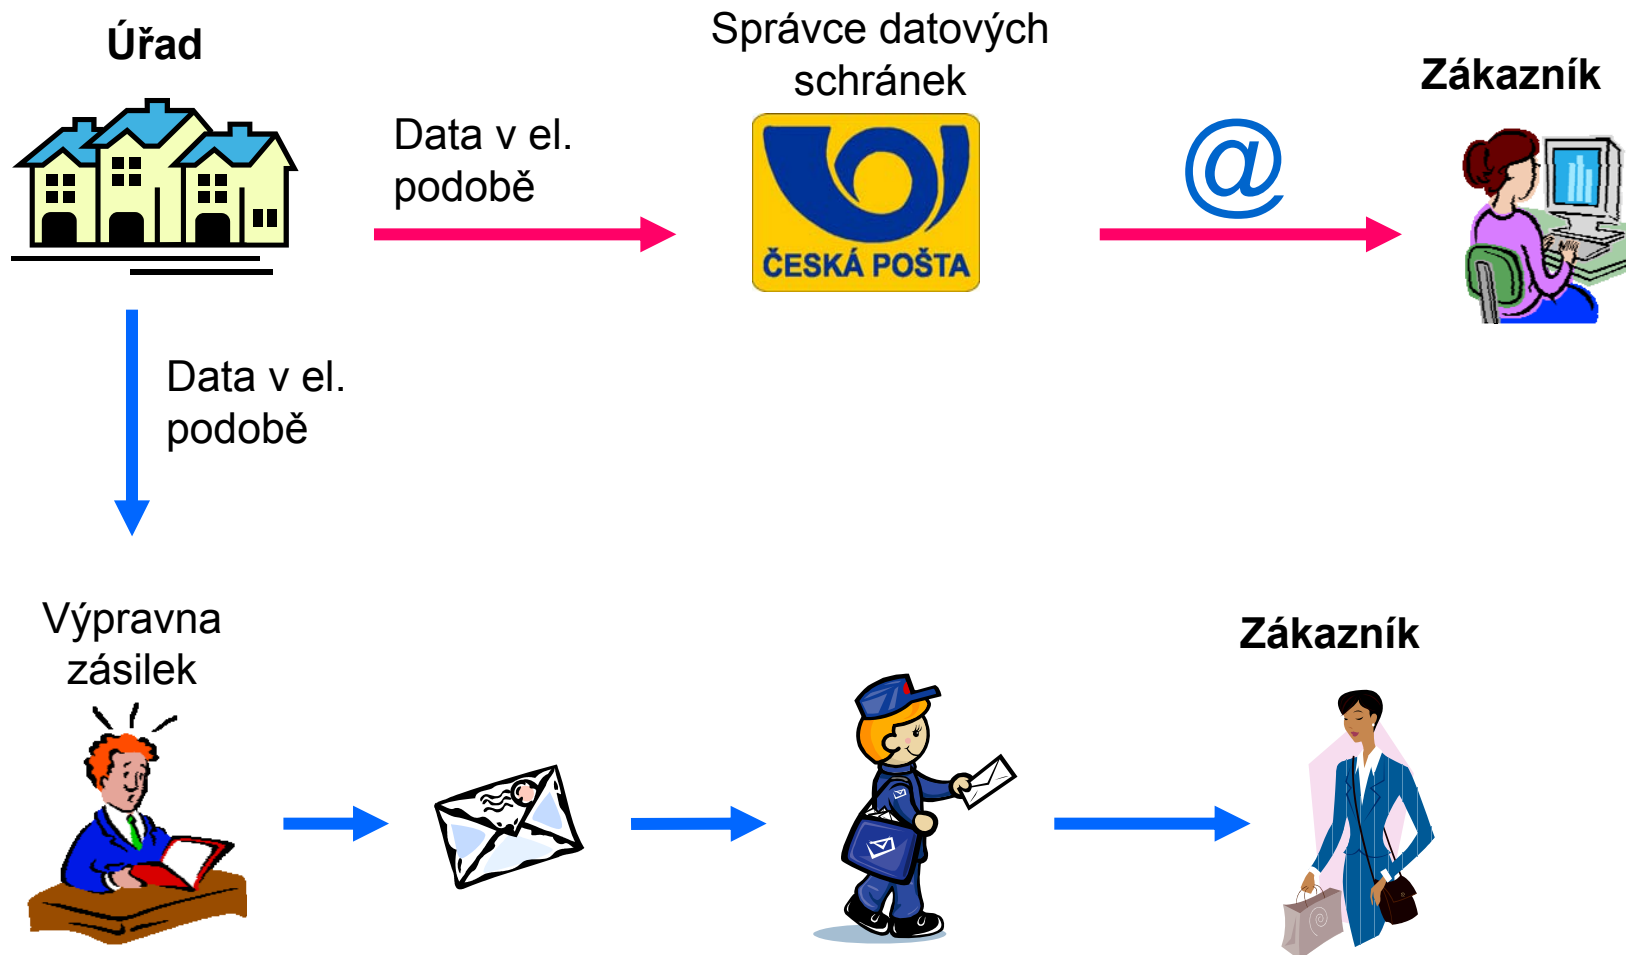 Úřad
Správce datových
schránek
Zákazník
Data v el.
podobě
@
ČESKÁ POŠTA
Data v el.
podobě
Výpravna
zásilek
Zákazník